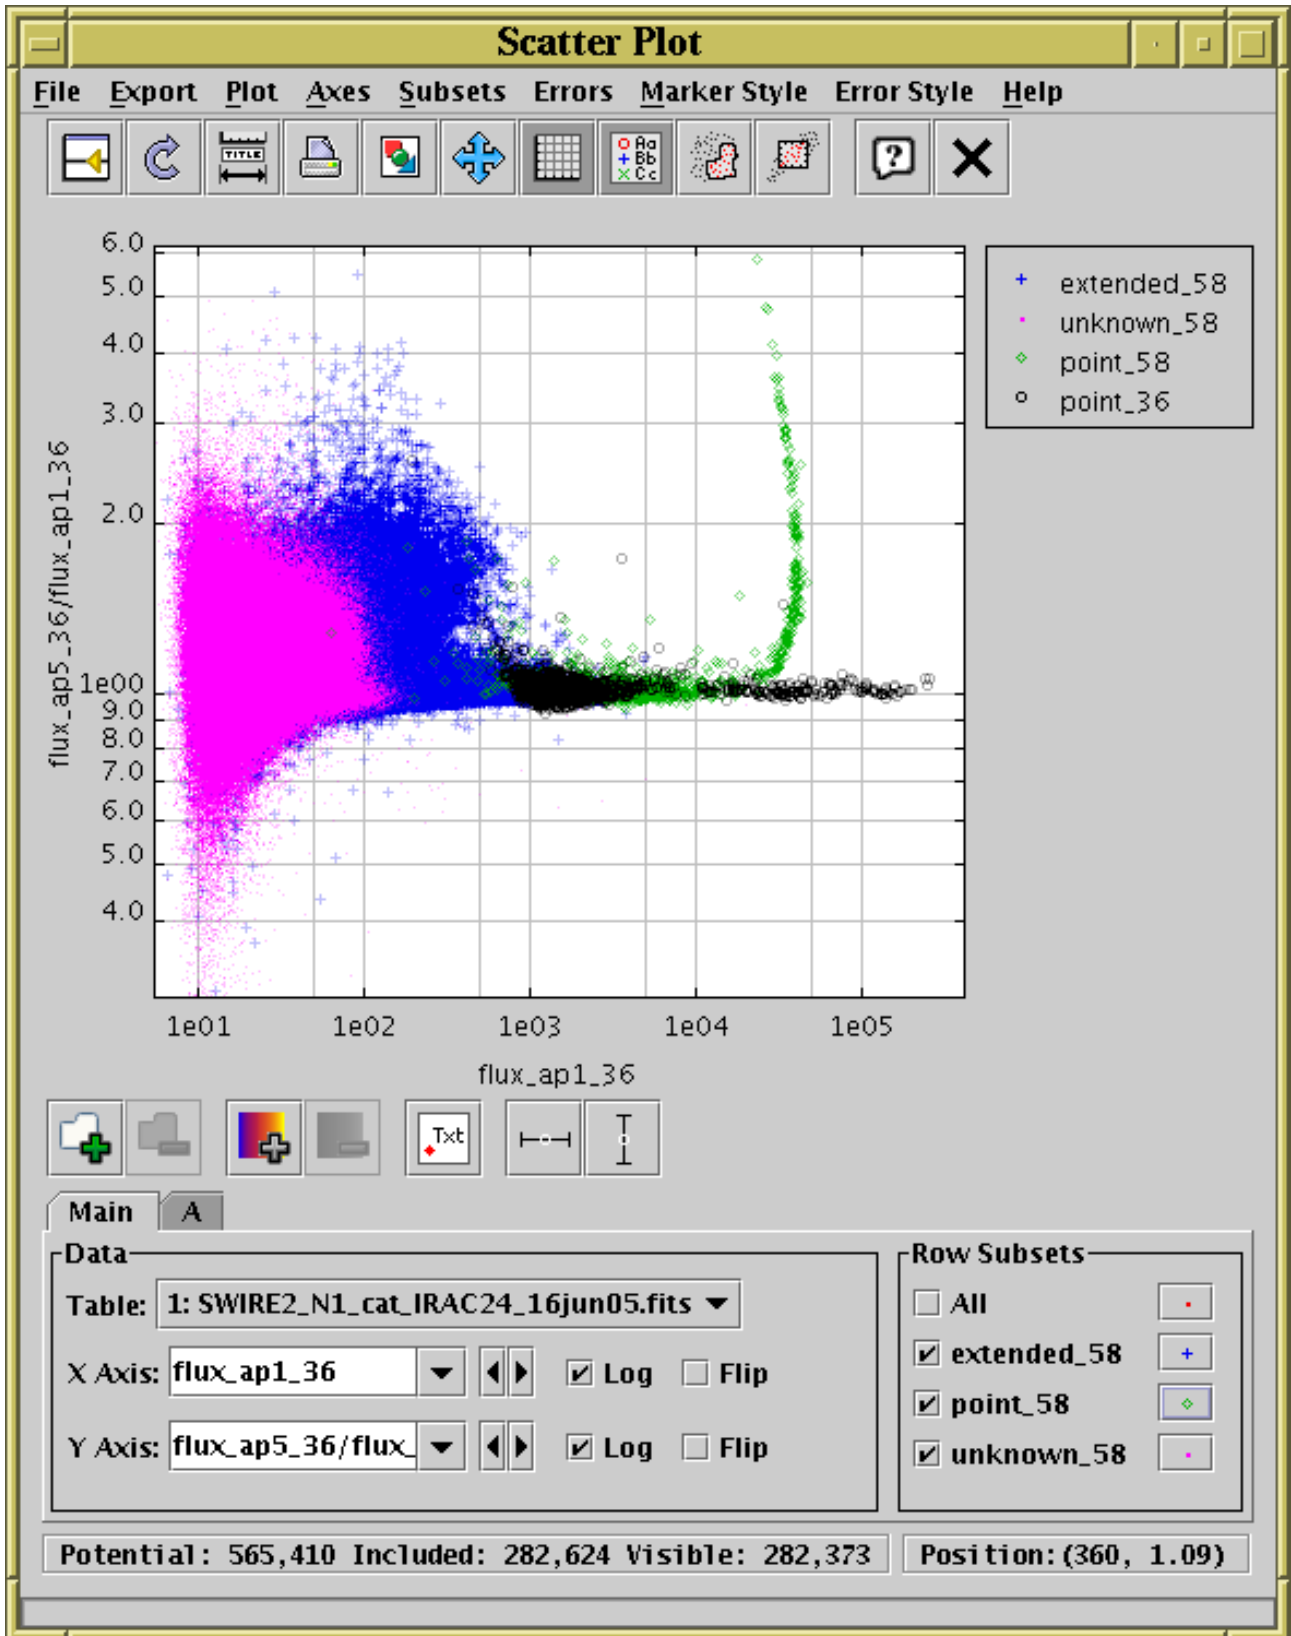 Scatter Plot
File Export Plot Axes Subsets Errors Marker Style Error Style Help
TITLE
Aa
Bb
Cc
?
6.0
5.0
4.0
3.0
2.0
1e00
9.0
8.0
7.0
6.0
5.0
4.0
flux_ap5_36/flux_ap1_36
extended_58
unknown_58
point_58
point_36
1e01 1e02 1e03 1e04 1e05
flux_ap1_36
Txt
Main A
Data
Table: 1: SWIRE2_N1_cat_IRAC24_16jun05.fits
X Axis: flux_ap1_36 Log Flip
Y Axis: flux_ap5_36/flux_ Log Flip
Row Subsets
All
extended_58
point_58
unknown_58
Potential: 565,410 Included: 282,624 Visible: 282,373 Position:(360, 1.09)